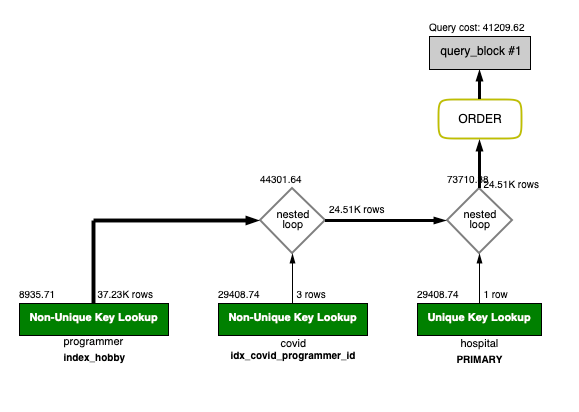 Query cost: 41209.62
query_block #1
ORDER
44301.64
73710.38
24.51K rows
nested
loop
24.51K rows
nested
loop
8935.71
37.23K rows
29408.74
3 rows
29408.74
1 row
Non-Unique Key Lookup
Non-Unique Key Lookup
Unique Key Lookup
programmer
covid
hospital
index_hobby
idx_covid_programmer_id
PRIMARY